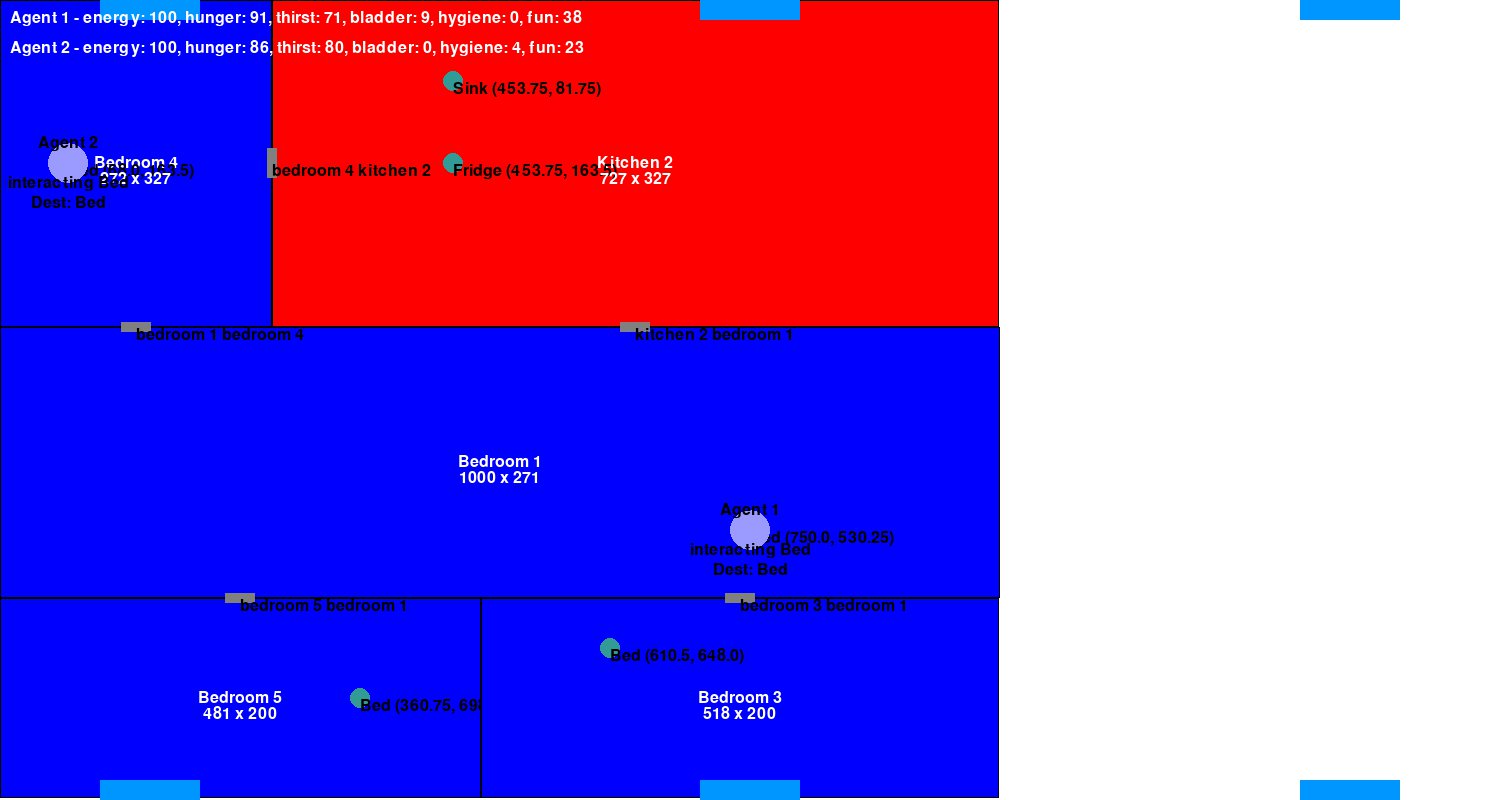 Agent 1 - energy: 100, hunger: 91, thirst: 71, bladder: 9, hygiene: 0, fun: 38
Agent 2 - energy: 100, hunger: 86, thirst: 80, bladder: 0, hygiene: 4, fun: 23
Sink (453.75, 81.75)
Agent 2
Bedroom 4
272 x 327
interacting Bed
Dest: Bed
bedroom 4 kitchen 2
Fridge (453.75, 163.5)
Kitchen 2
727 x 327
bedroom 1 bedroom 4
kitchen 2 bedroom 1
Bedroom 1
1000 x 271
Agent 1
(750.0, 530.25)
interacting Bed
Dest: Bed
bedroom 5 bedroom 1
bedroom 3 bedroom 1
Bed (610.5, 648.0)
Bedroom 5
481 x 200
Bed (360.75,
Bedroom 3
518 x 200